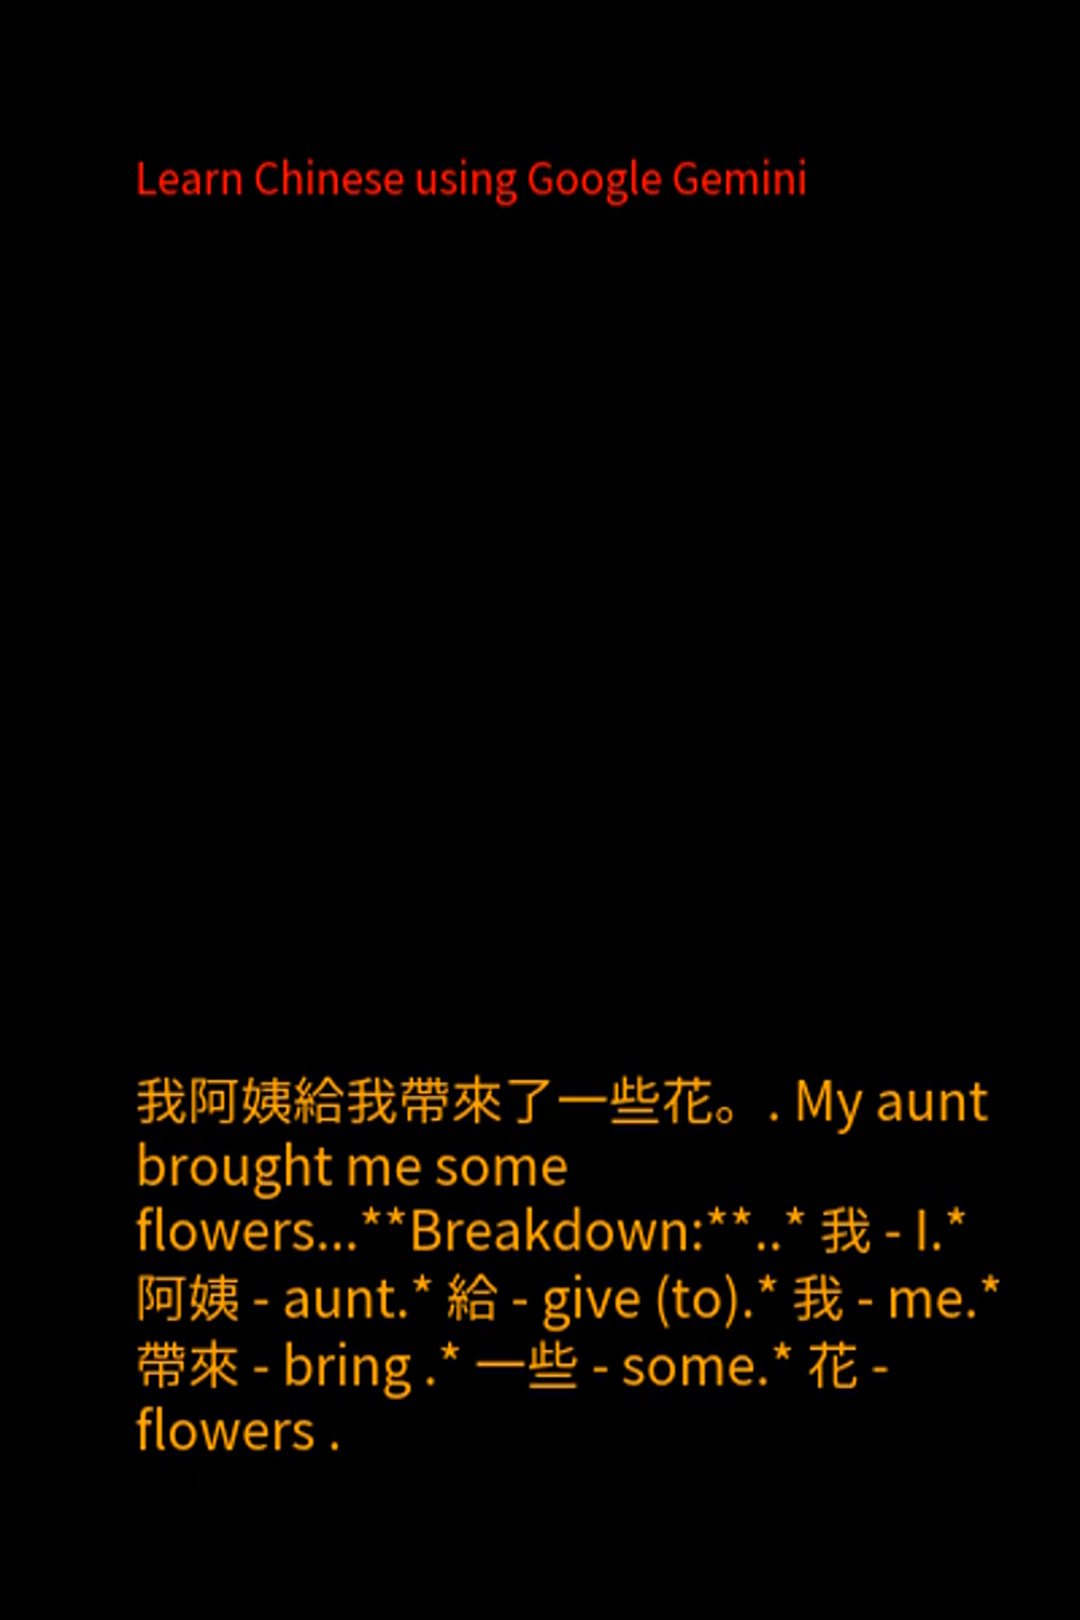 Learn Chinese using Google Gemini
我阿姨給我帶來了一些花。. My aunt
brought me some
flowers...**Breakdown:**..* 我 - I.*
阿姨 - aunt.* 給 - give (to).* 我 - me.*
帶來 - bring .* 一些 - some.* 花 -
flowers .